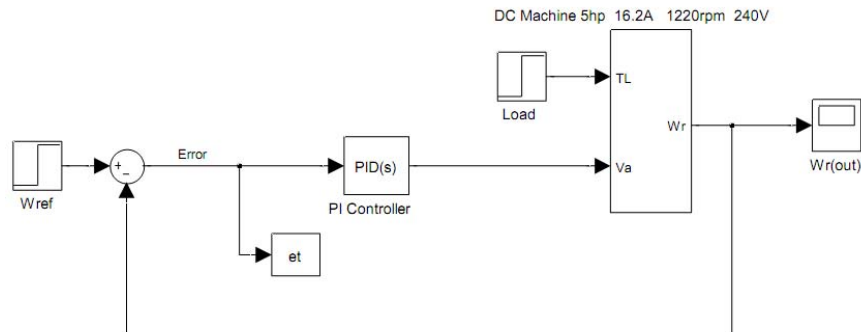 DC Machine 5hp 16.2A 1220rpm 240V
TL
Load
Wr
Wr(out)
Error
+
−
PID(s)
Va
Wref
PI Controller
et